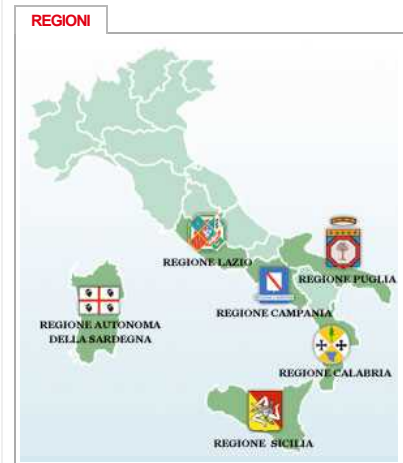 REGIONI
REGIONE LAZIO
REGIONE PUGLIA
REGIONE CAMPANIA
REGIONE AUTONOMA
DELLA SARDEGNA
REGIONE CALABRIA
REGIONE SICILIA